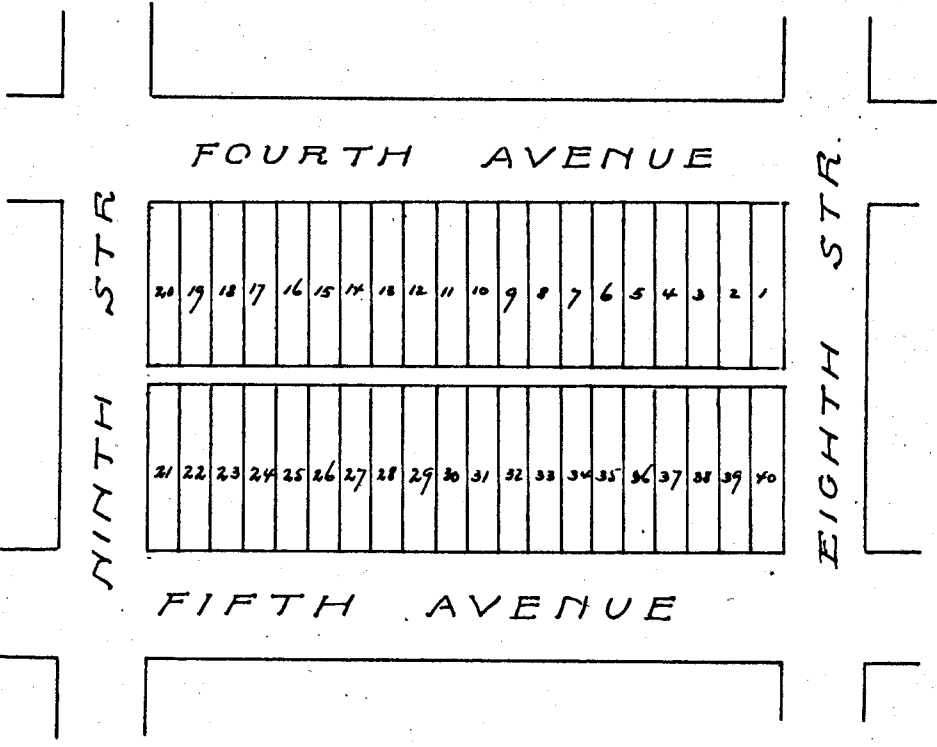 FOURTH AVENUE
NINTH STR
EIGHTH STR.
20 19 18 17 16 15 14 13 12 11 10 9 8 7 6 5 4 3 2 1
21 22 23 24 25 26 27 28 29 30 31 32 33 34 35 36 37 38 39 40
FIFTH AVENUE